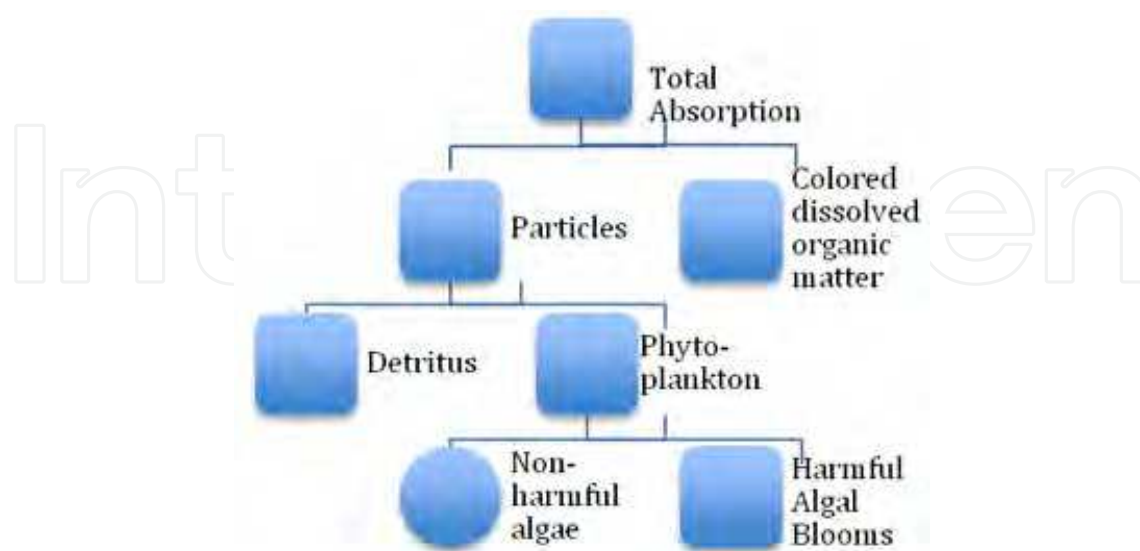 Total
Absorption
Particles
Colored
dissolved
organic
matter
Detritus
Phyto-
plankton
Non-
harmful
algae
Harmful
Algal
Blooms